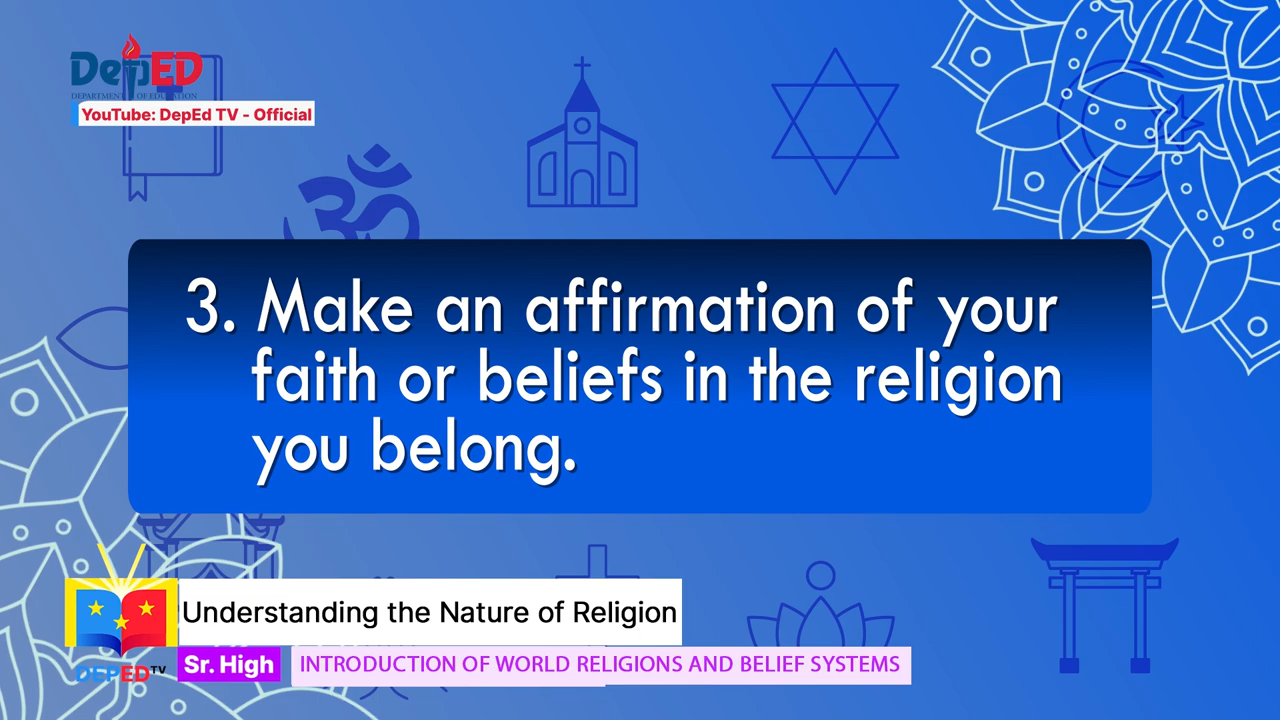 DepED
DEPARTMENT OF EDUCATION
YouTube: DepEd TV - Official
3. Make an affirmation of your
faith or beliefs in the religion
you belong.
Understanding the Nature of Religion
DEPED TV
Sr. High
INTRODUCTION OF WORLD RELIGIONS AND BELIEF SYSTEMS